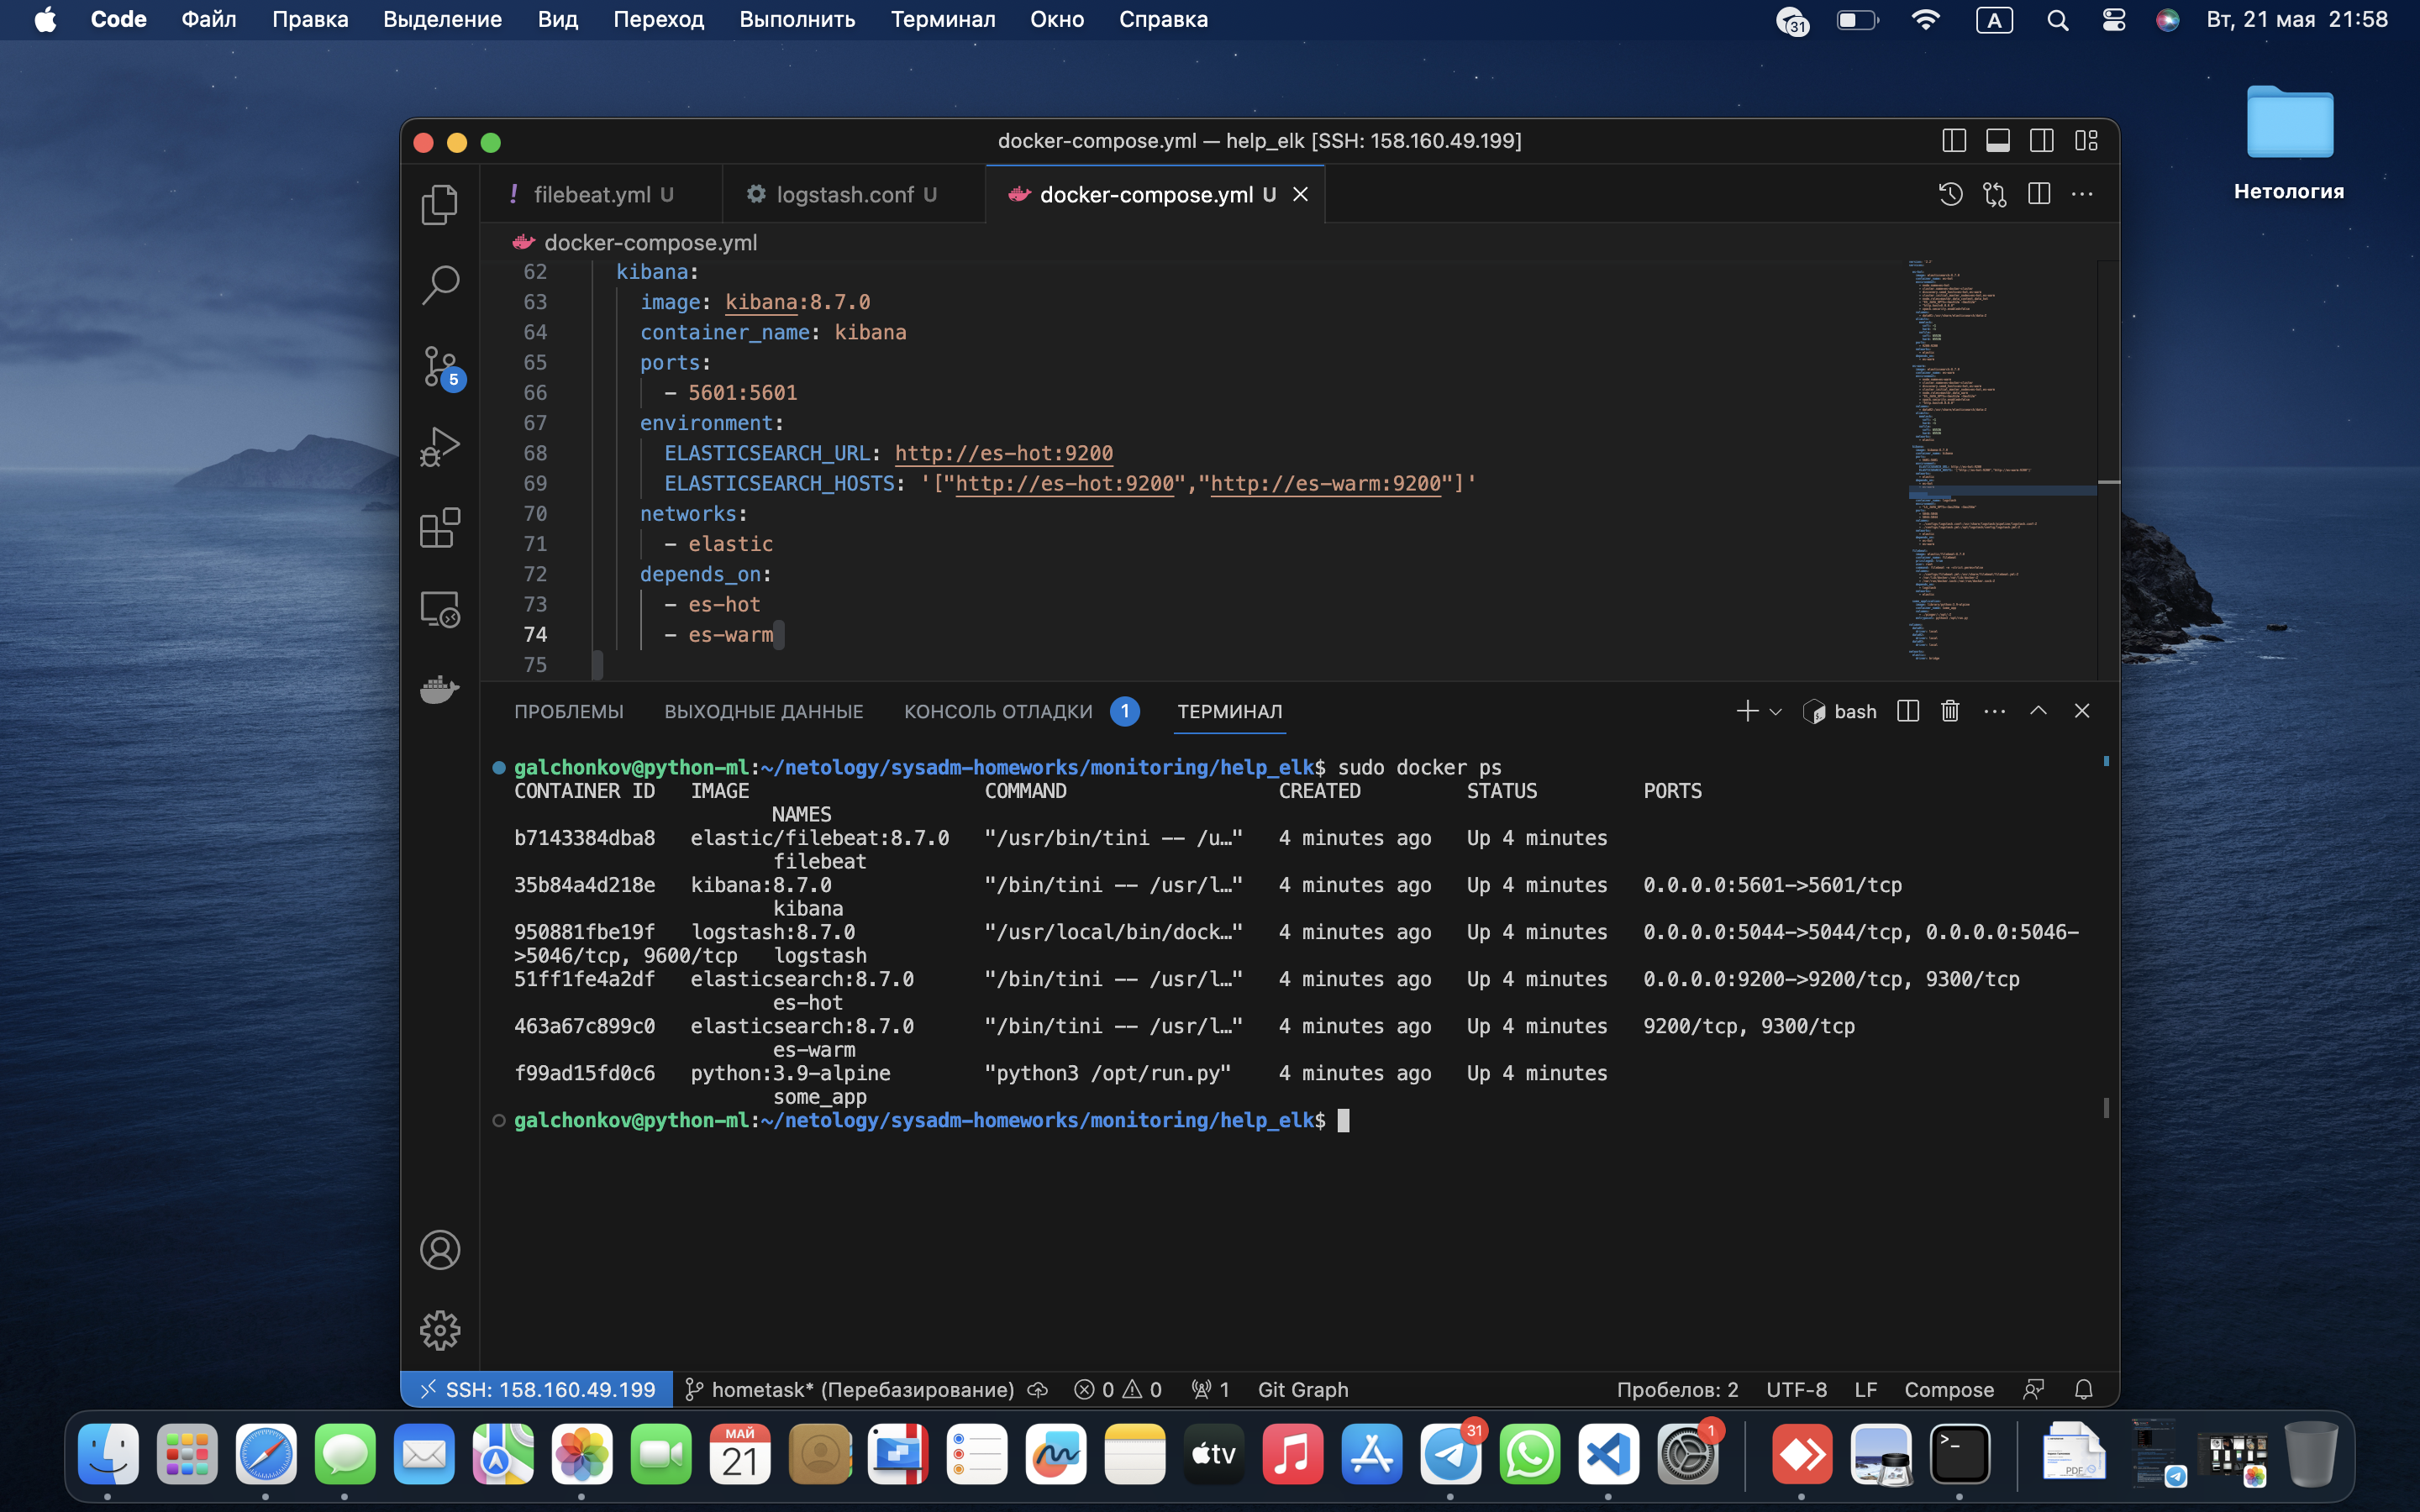 Code Файл Правка Выделение Вид Переход Выполнить Терминал Окно Справка 31 A Вт, 21 мая 21:58
Нетология
docker-compose.yml — help_elk [SSH: 158.160.49.199]
! filebeat.yml U logstash.conf U docker-compose.yml U
docker-compose.yml
62 kibana:
63 image: kibana:8.7.0
64 container_name: kibana
65 ports:
66 - 5601:5601
67 environment:
68 ELASTICSEARCH_URL: http://es-hot:9200
69 ELASTICSEARCH_HOSTS: '["http://es-hot:9200","http://es-warm:9200"]'
70 networks:
71 - elastic
72 depends_on:
73 - es-hot
74 - es-warm
75
5
ПРОБЛЕМЫ ВЫХОДНЫЕ ДАННЫЕ КОНСОЛЬ ОТЛАДКИ 1 ТЕРМИНАЛ bash
galchonkov@python-ml:~/netology/sysadm-homeworks/monitoring/help_elk$ sudo docker ps
CONTAINER ID IMAGE COMMAND CREATED STATUS PORTS
NAMES
b7143384dba8 elastic/filebeat:8.7.0 "/usr/bin/tini -- /u…" 4 minutes ago Up 4 minutes
filebeat
35b84a4d218e kibana:8.7.0 "/bin/tini -- /usr/l…" 4 minutes ago Up 4 minutes 0.0.0.0:5601->5601/tcp
kibana
950881fbe19f logstash:8.7.0 "/usr/local/bin/dock…" 4 minutes ago Up 4 minutes 0.0.0.0:5044->5044/tcp, 0.0.0.0:5046-
>5046/tcp, 9600/tcp logstash
51ff1fe4a2df elasticsearch:8.7.0 "/bin/tini -- /usr/l…" 4 minutes ago Up 4 minutes 0.0.0.0:9200->9200/tcp, 9300/tcp
es-hot
463a67c899c0 elasticsearch:8.7.0 "/bin/tini -- /usr/l…" 4 minutes ago Up 4 minutes 9200/tcp, 9300/tcp
es-warm
f99ad15fd0c6 python:3.9-alpine "python3 /opt/run.py" 4 minutes ago Up 4 minutes
some_app
galchonkov@python-ml:~/netology/sysadm-homeworks/monitoring/help_elk$
SSH: 158.160.49.199 hometask* (Перебазирование) 0 0 1 Git Graph Пробелов: 2 UTF-8 LF Compose
МАЙ
21
tv
31
1
>_
PDF